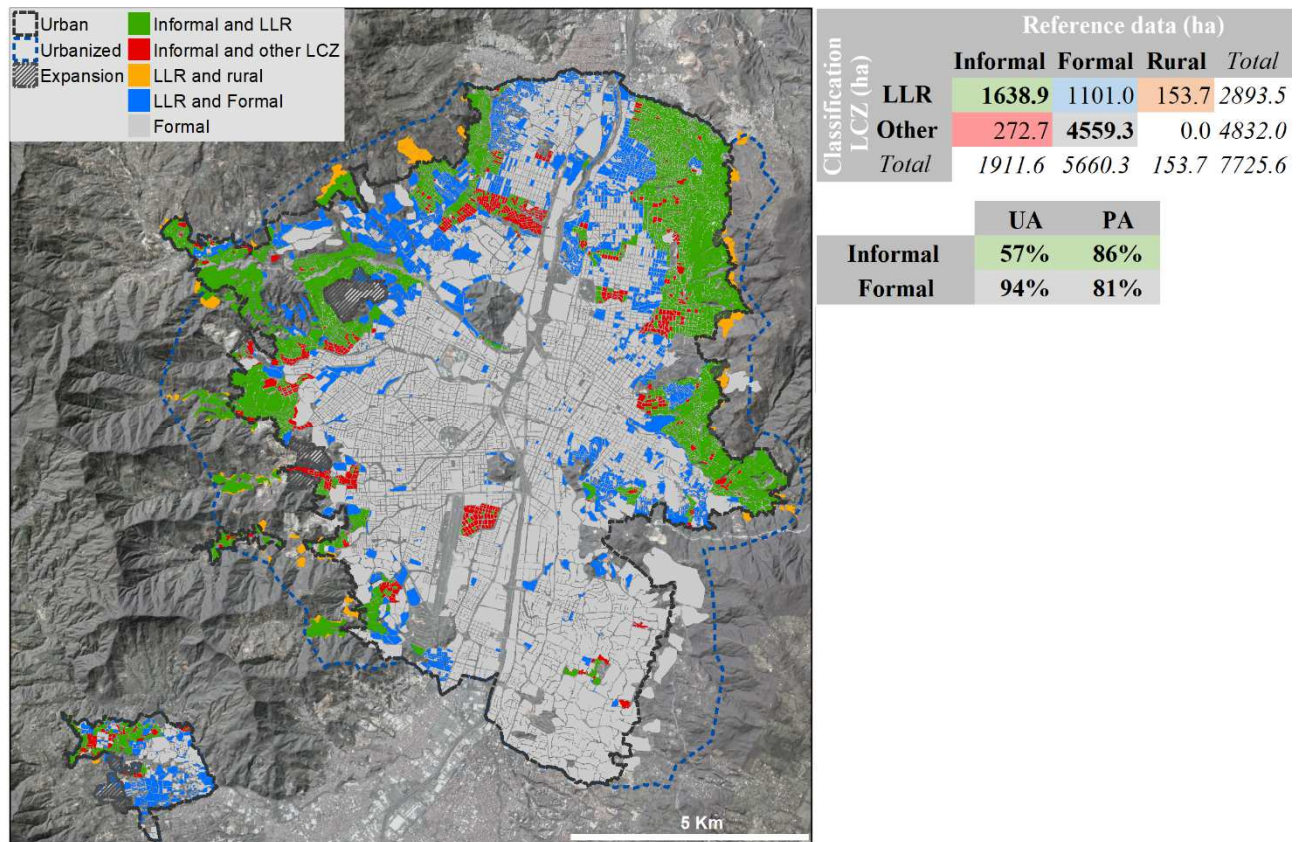 Urban
Urbanized
Expansion
Informal and LLR
Informal and other LCZ
LLR and rural
LLR and Formal
Formal
5 Km
Reference data (ha)
Classification
LCZ (ha)
Informal Formal Rural Total
LLR 1638.9 1101.0 153.7 2893.5
Other 272.7 4559.3 0.0 4832.0
Total 1911.6 5660.3 153.7 7725.6
UA PA
Informal 57% 86%
Formal 94% 81%